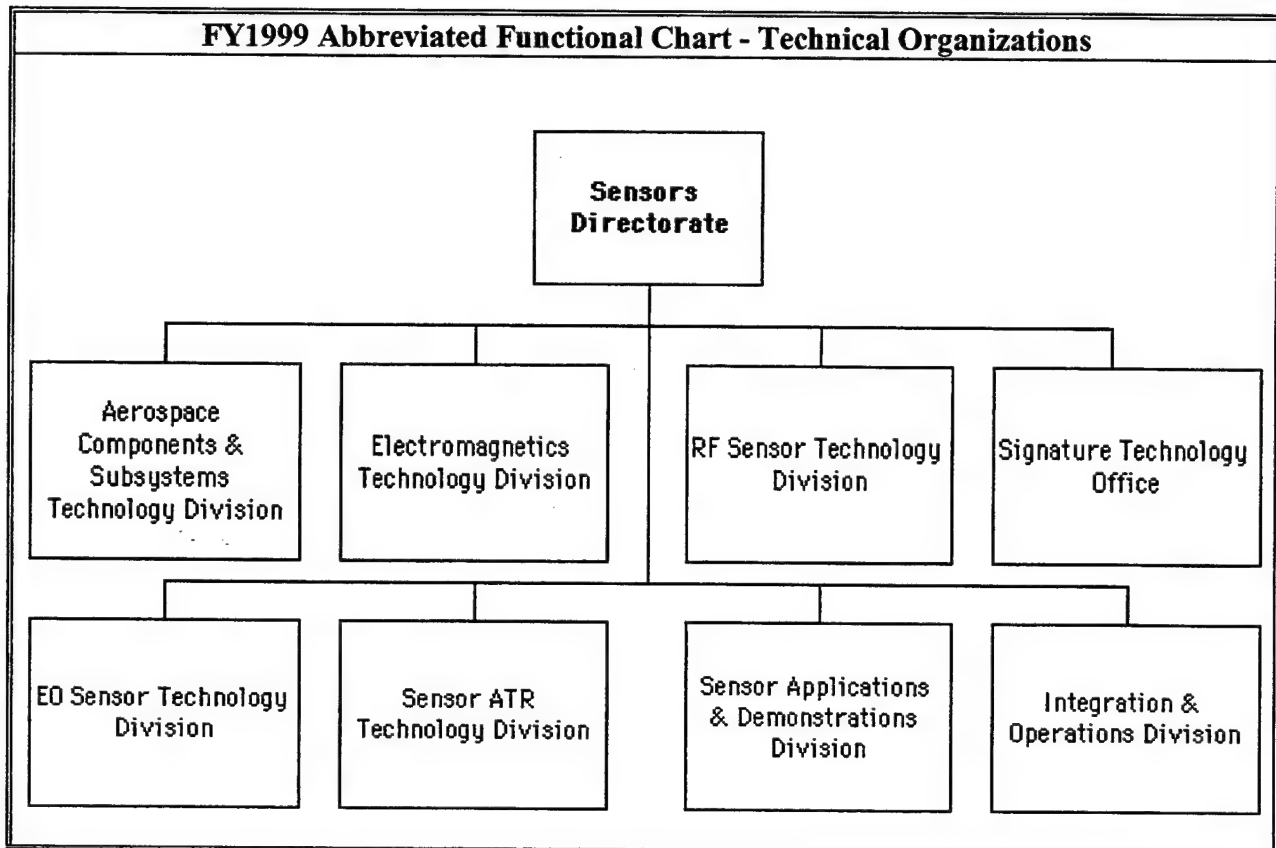 FY1999 Abbreviated Functional Chart - Technical Organizations
Sensors
Directorate
Aerospace
Components &
Subsystems
Technology Division
Electromagnetics
Technology Division
RF Sensor Technology
Division
Signature Technology
Office
EO Sensor Technology
Division
Sensor ATR
Technology Division
Sensor Applications
& Demonstrations
Division
Integration &
Operations Division